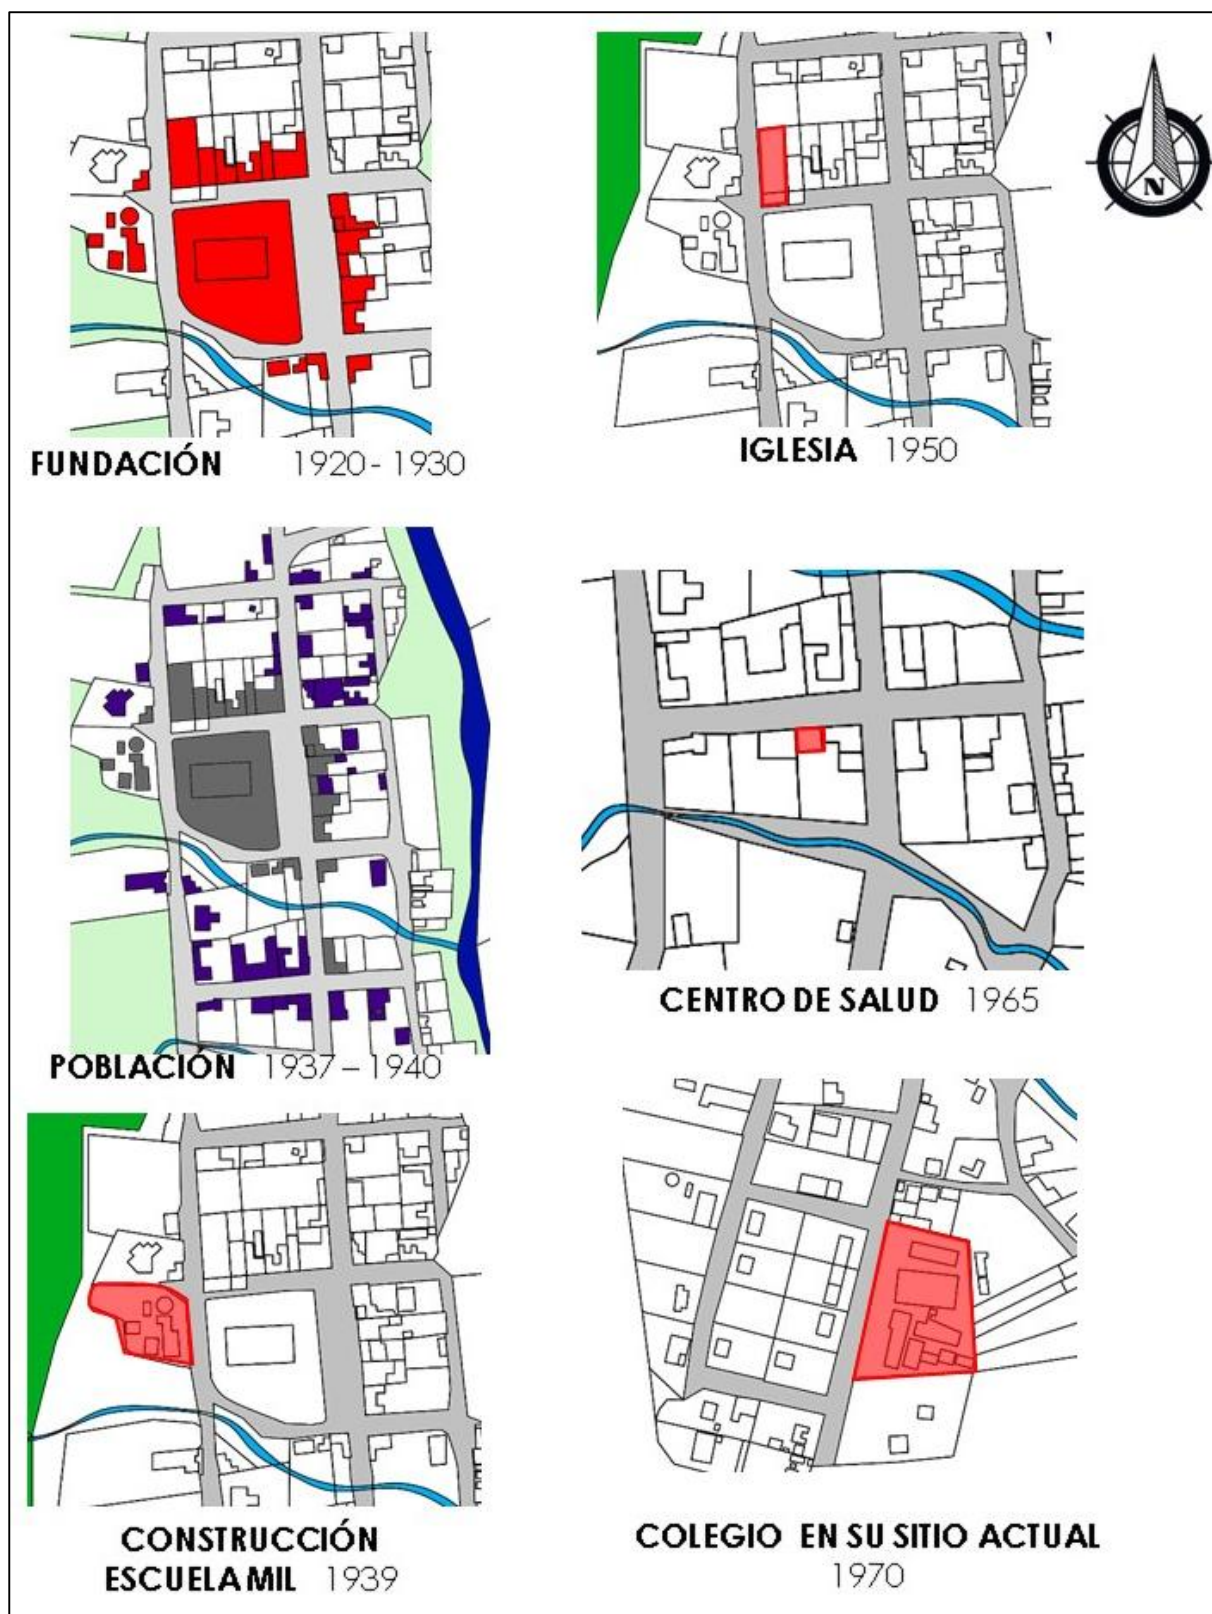 N
FUNDACIÓN 1920 - 1930
IGLESIA 1950
POBLACIÓN 1937 – 1940
CENTRO DE SALUD 1965
CONSTRUCCIÓN
ESCUELA MIL 1939
COLEGIO EN SU SITIO ACTUAL
1970